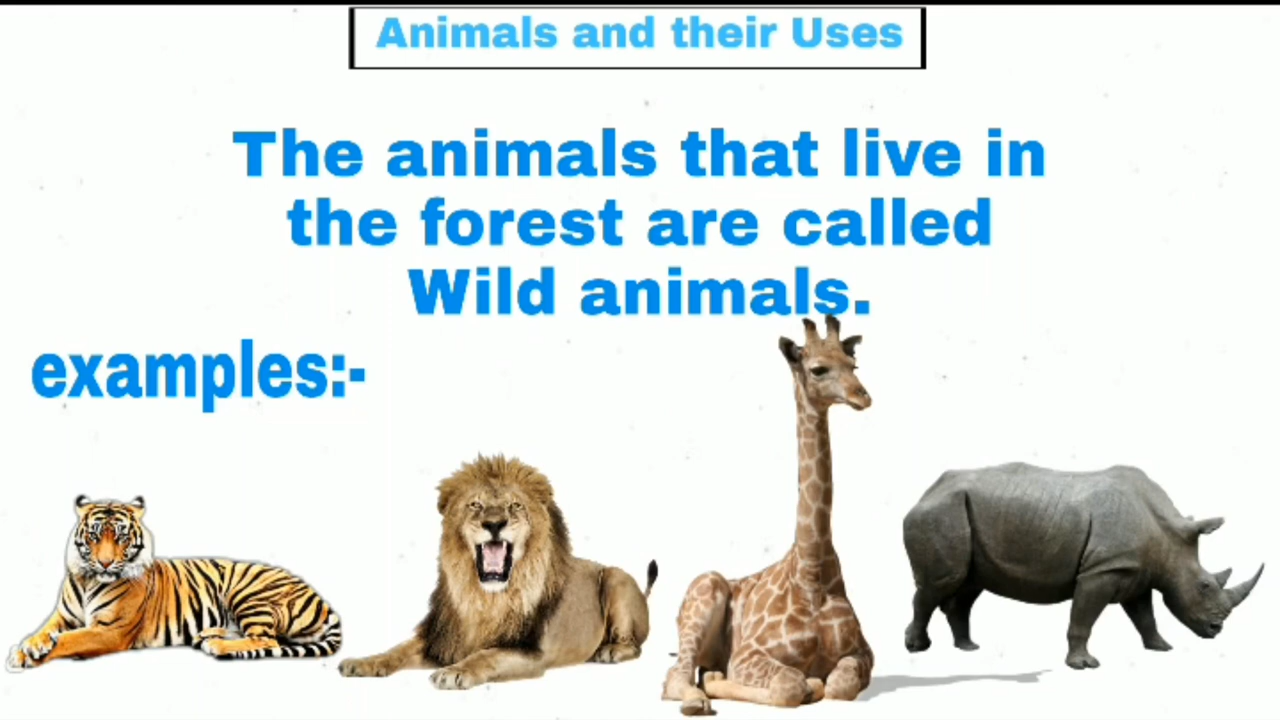 Animals and their Uses
The animals that live in
the forest are called
Wild animals.
examples:-